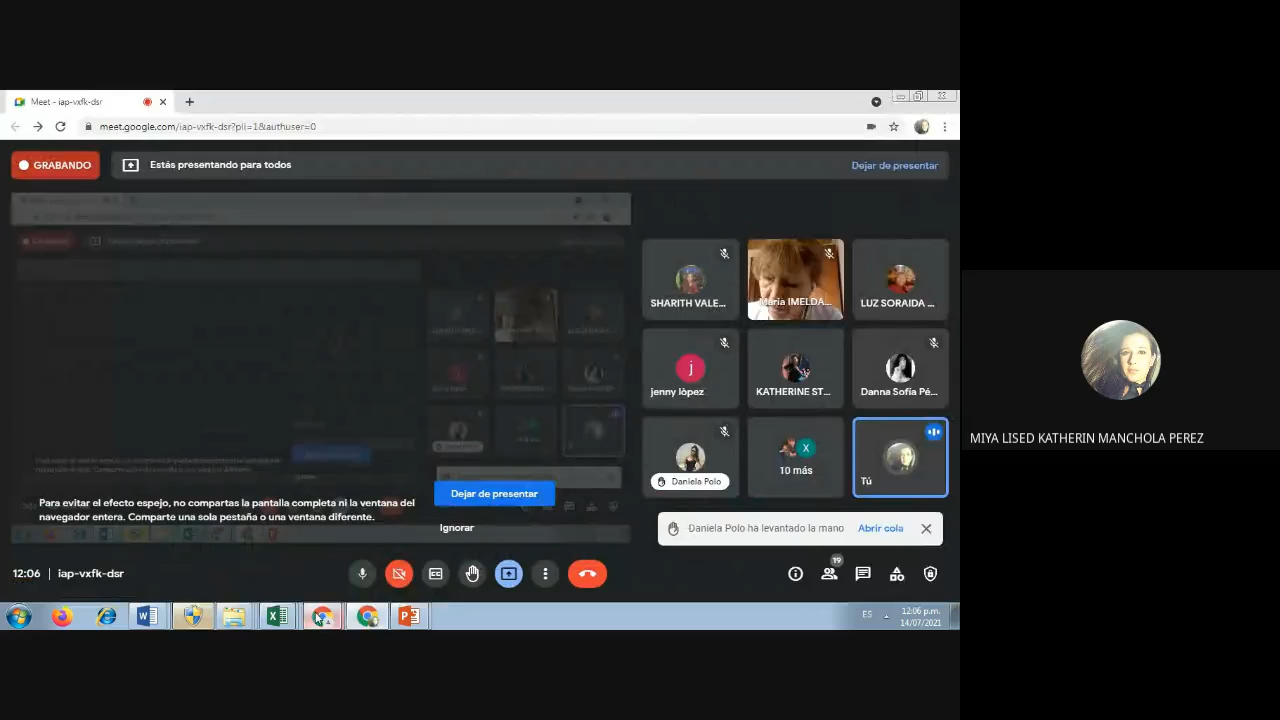 Meet - iap-vxfk-dsr
meet.google.com/iap-vxfk-dsr?pli=1&authuser=0
GRABANDO
Estás presentando para todos
Dejar de presentar
SHARITH VALE...
Maria IMELDA...
LUZ SORAIDA ...
j
jenny lòpez
KATHERINE ST...
Danna Sofía Pé...
Daniela Polo
X
10 más
Tú
Para evitar el efecto espejo, no compartas la pantalla completa ni la ventana del
navegador entera. Comparte una sola pestaña o una ventana diferente.
Dejar de presentar
Ignorar
Daniela Polo ha levantado la mano
Abrir cola
12:06 | iap-vxfk-dsr
19
ES
12:06 p.m.
14/07/2021
MIYA LISED KATHERIN MANCHOLA PEREZ